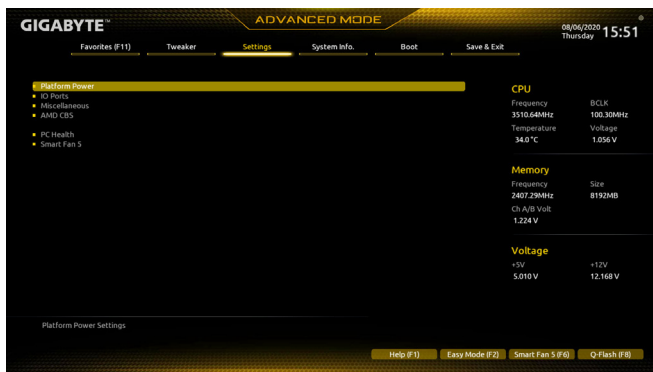 GIGABYTE™
ADVANCED MODE
08/06/2020 Thursday 15:51
Favorites (F11) Tweaker Settings System Info. Boot Save & Exit
Platform Power
IO Ports
Miscellaneous
AMD CBS
PC Health
Smart Fan 5
CPU
Frequency BCLK
3510.64MHz 100.30MHz
Temperature Voltage
34.0 °C 1.056 V
Memory
Frequency Size
2407.29MHz 8192MB
Ch A/B Volt
1.224 V
Voltage
+5V +12V
5.010 V 12.168 V
Platform Power Settings
Help (F1) Easy Mode (F2) Smart Fan 5 (F6) Q-Flash (F8)